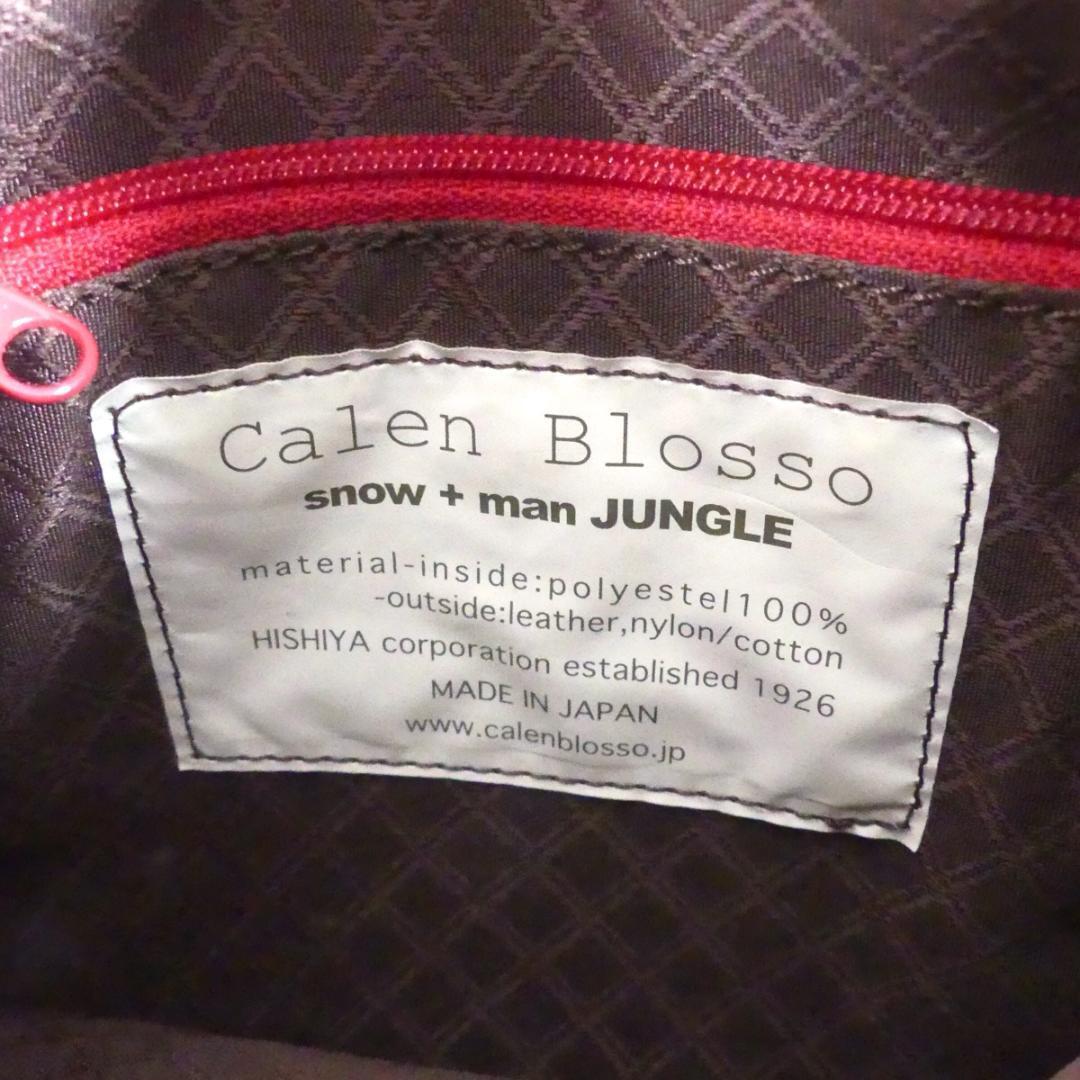 Calen Blosso
snow + man JUNGLE
material-inside:polyestel100%
-outside:leather,nylon/cotton
HISHIYA corporation established 1926
MADE IN JAPAN
www.calenblosso.jp